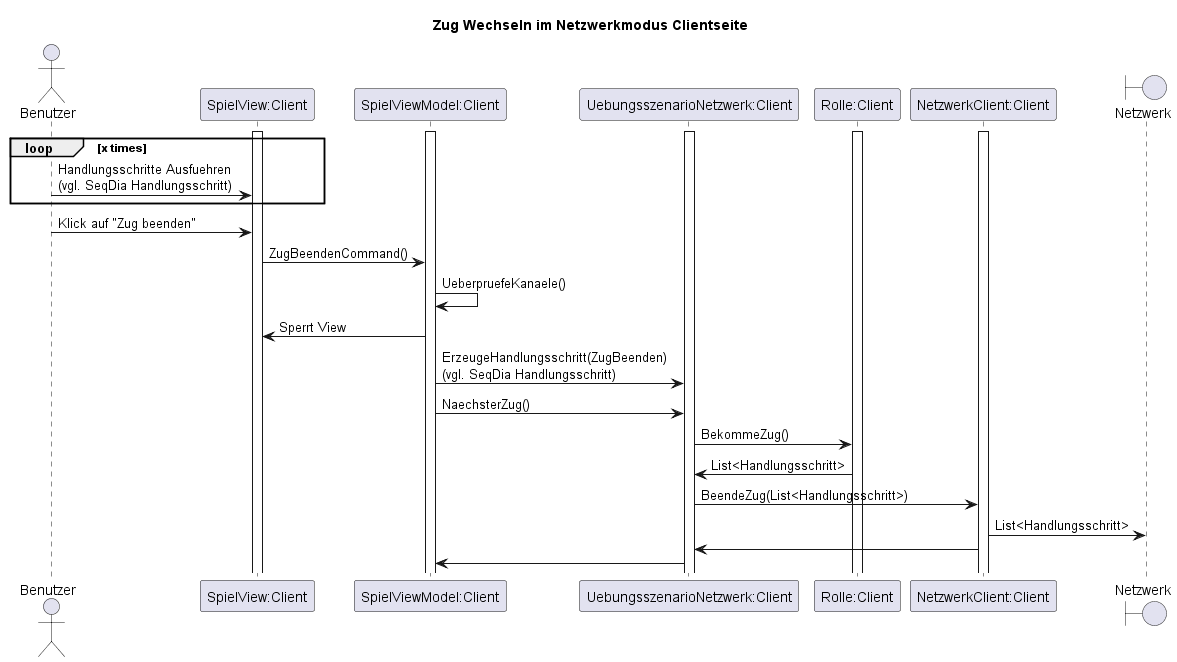 Zug Wechseln im Netzwerkmodus Clientseite
Benutzer
SpielView:Client
SpielViewModel:Client
UebungsszenarioNetzwerk:Client
Rolle:Client
NetzwerkClient:Client
Netzwerk
loop
[x times]
Handlungsschritte Ausfuehren
(vgl. SeqDia Handlungsschritt)
Klick auf "Zug beenden"
ZugBeendenCommand()
UeberpruefeKanaele()
Sperrt View
ErzeugeHandlungsschritt(ZugBeenden)
(vgl. SeqDia Handlungsschritt)
NaechsterZug()
BekommeZug()
List<Handlungsschritt>
BeendeZug(List<Handlungsschritt>)
List<Handlungsschritt>
Benutzer
SpielView:Client
SpielViewModel:Client
UebungsszenarioNetzwerk:Client
Rolle:Client
NetzwerkClient:Client
Netzwerk